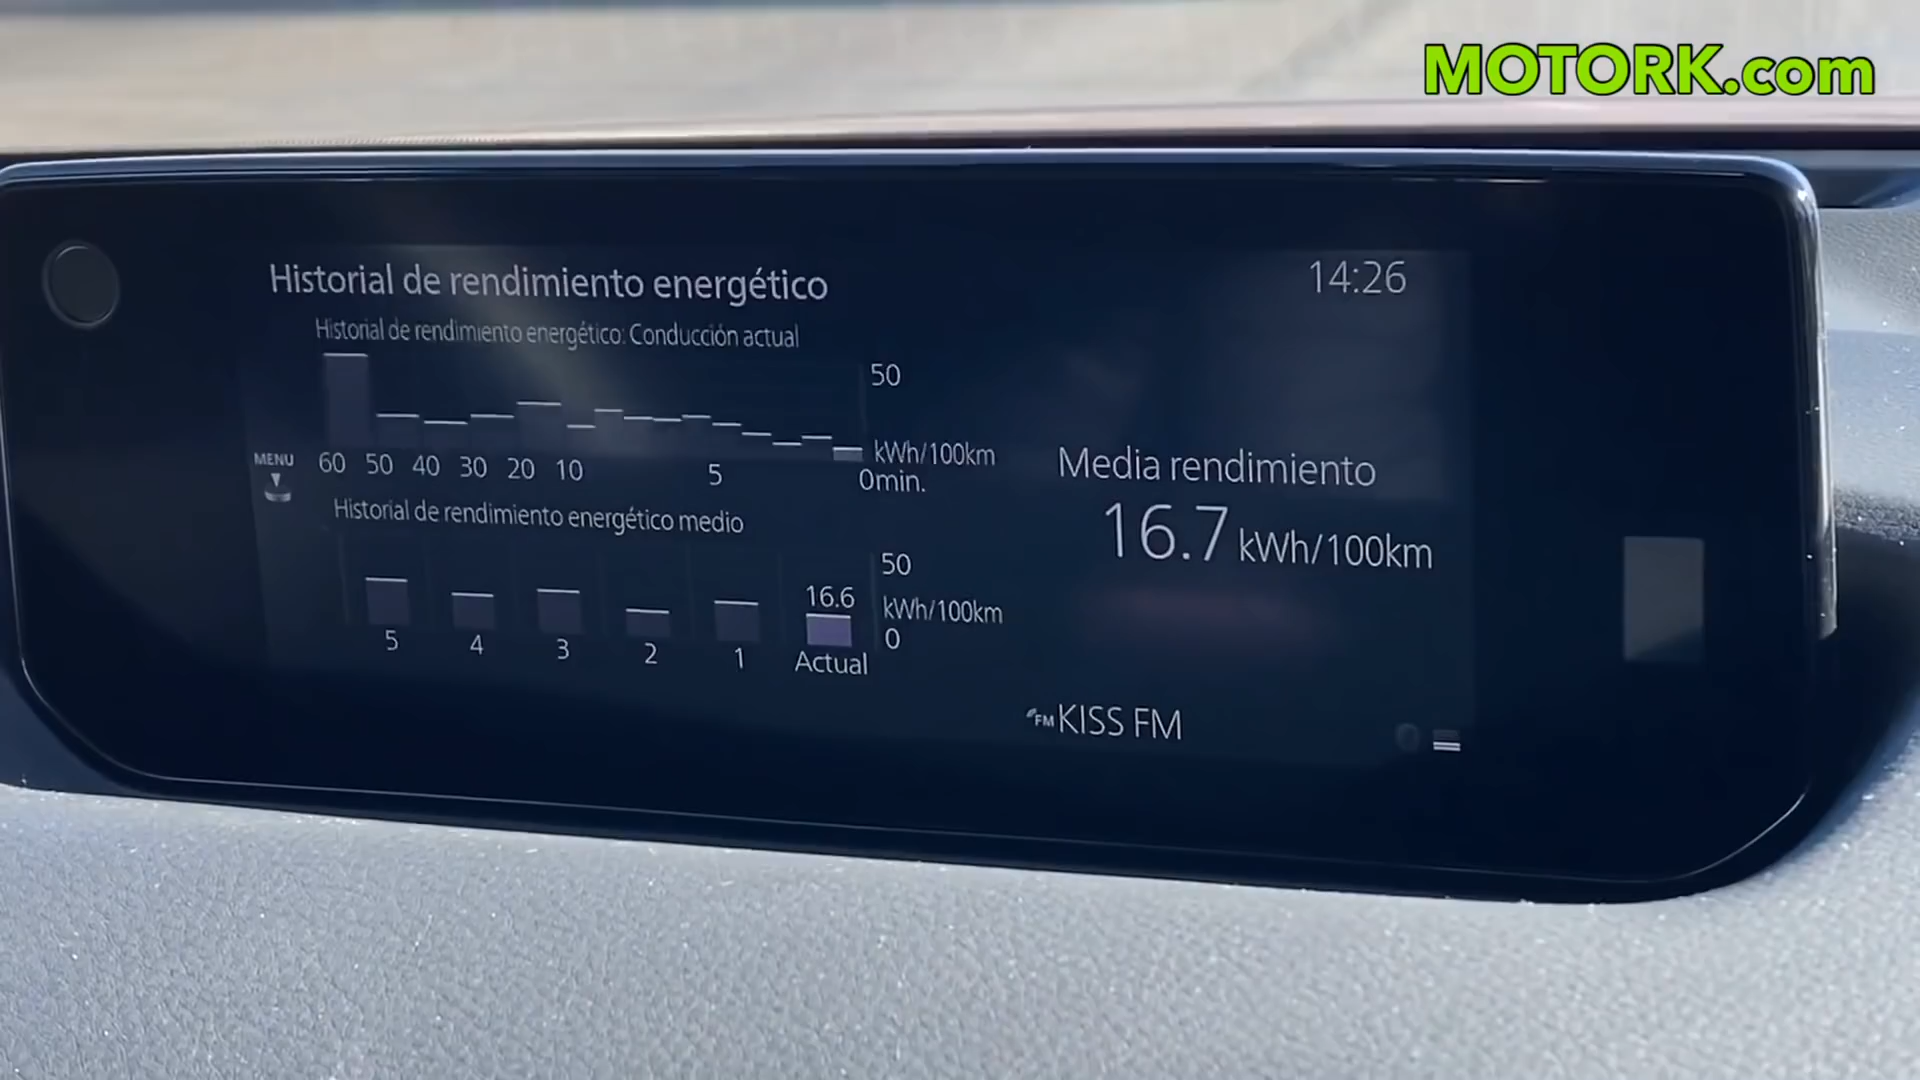 MOTORK.com
Historial de rendimiento energético
14:26
Historial de rendimiento energético: Conducción actual
50
kWh/100km
60 50 40 30 20 10 5 0min.
MENU
Media rendimiento
16.7 kWh/100km
Historial de rendimiento energético medio
50
16.6
kWh/100km
0
5 4 3 2 1 Actual
FM KISS FM